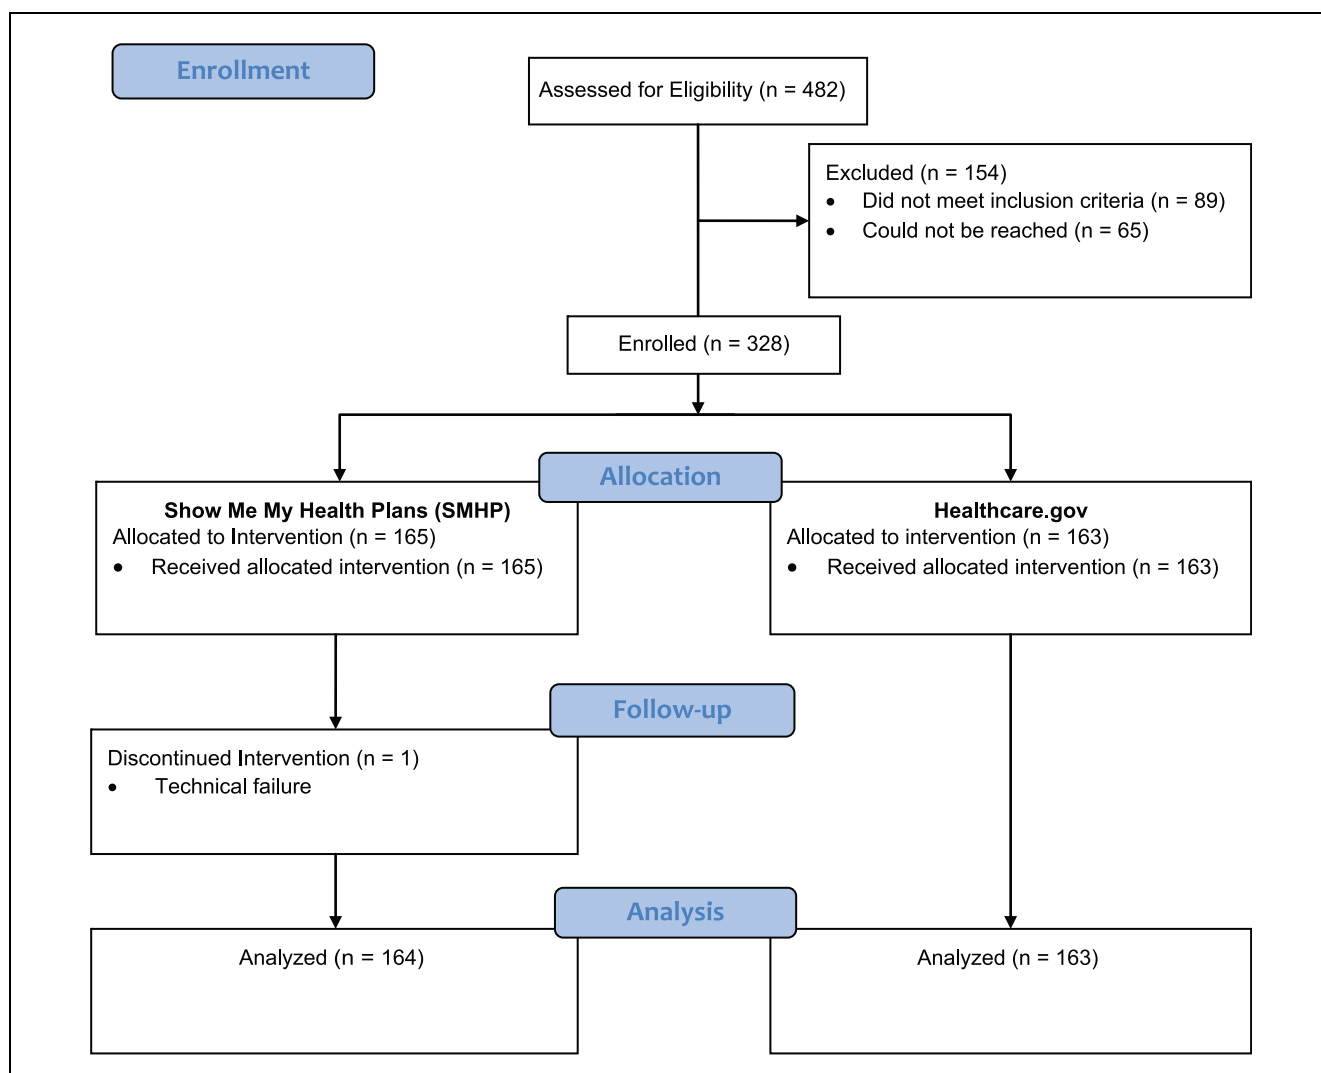 Enrollment
Assessed for Eligibility (n = 482)
Excluded (n = 154)
• Did not meet inclusion criteria (n = 89)
• Could not be reached (n = 65)
Enrolled (n = 328)
Allocation
Show Me My Health Plans (SMHP)
Allocated to Intervention (n = 165)
• Received allocated intervention (n = 165)
Healthcare.gov
Allocated to intervention (n = 163)
• Received allocated intervention (n = 163)
Follow-up
Discontinued Intervention (n = 1)
• Technical failure
Analysis
Analyzed (n = 164)
Analyzed (n = 163)